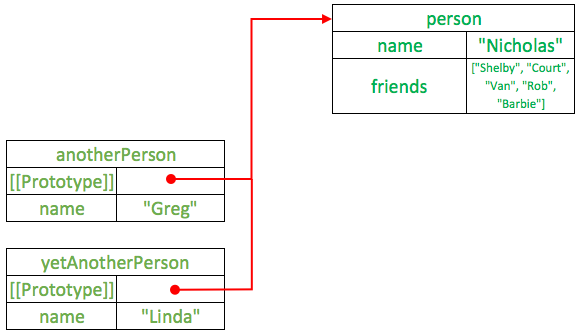 person
name "Nicholas"
friends ["Shelby", "Court",
"Van", "Rob",
"Barbie"]
anotherPerson
[[Prototype]]
name "Greg"
yetAnotherPerson
[[Prototype]]
name "Linda"